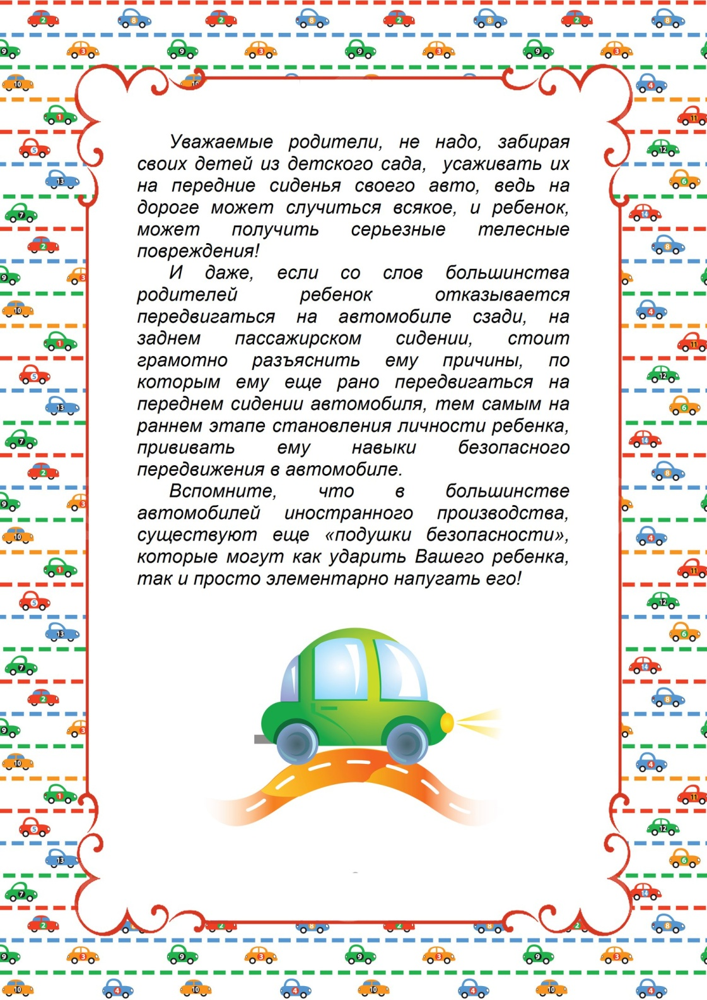 Уважаемые родители, не надо, забирая
своих детей из детского сада, усаживать их
на передние сиденья своего авто, ведь на
дороге может случиться всякое, и ребенок,
может получить серьезные телесные
повреждения!
И даже, если со слов большинства
родителей ребенок отказывается
передвигаться на автомобиле сзади, на
заднем пассажирском сидении, стоит
грамотно разъяснить ему причины, по
которым ему еще рано передвигаться на
переднем сидении автомобиля, тем самым на
раннем этапе становления личности ребенка,
прививать ему навыки безопасного
передвижения в автомобиле.
Вспомните, что в большинстве
автомобилей иностранного производства,
существуют еще «подушки безопасности»,
которые могут как ударить Вашего ребенка,
так и просто элементарно напугать его!